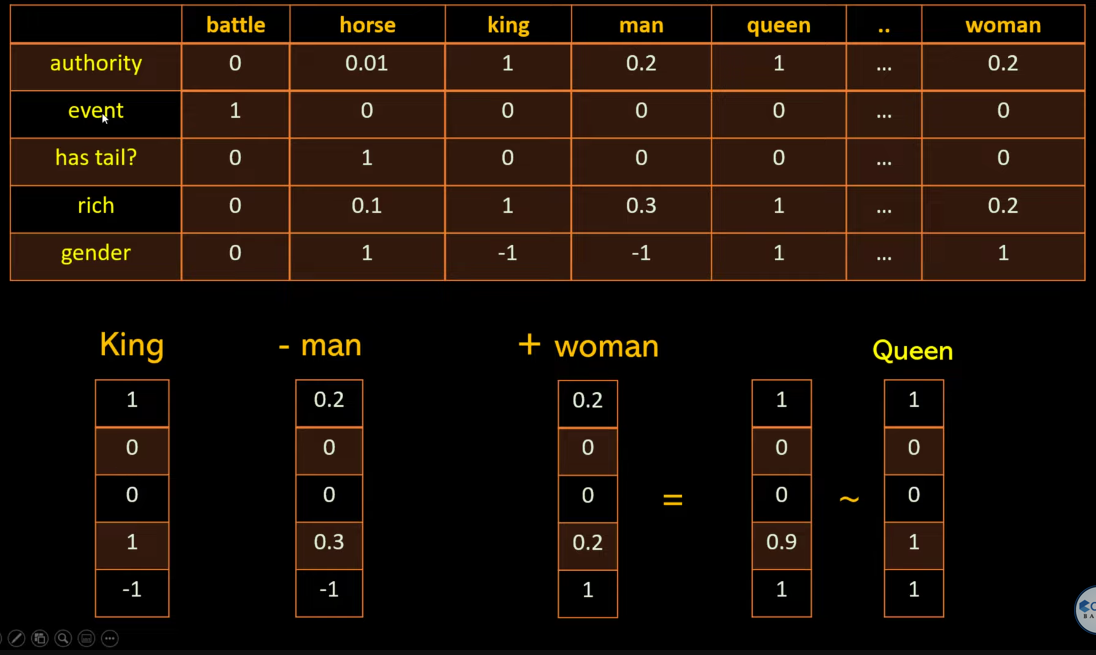 battle horse king man queen .. woman
authority 0 0.01 1 0.2 1 ... 0.2
event 1 0 0 0 0 ... 0
has tail? 0 1 0 0 0 ... 0
rich 0 0.1 1 0.3 1 ... 0.2
gender 0 1 -1 -1 1 ... 1
King - man + woman Queen
1 0.2 0.2 1 1
0 0 0 0 0
0 0 0 = 0 ~ 0
1 0.3 0.2 0.9 1
-1 -1 1 1 1